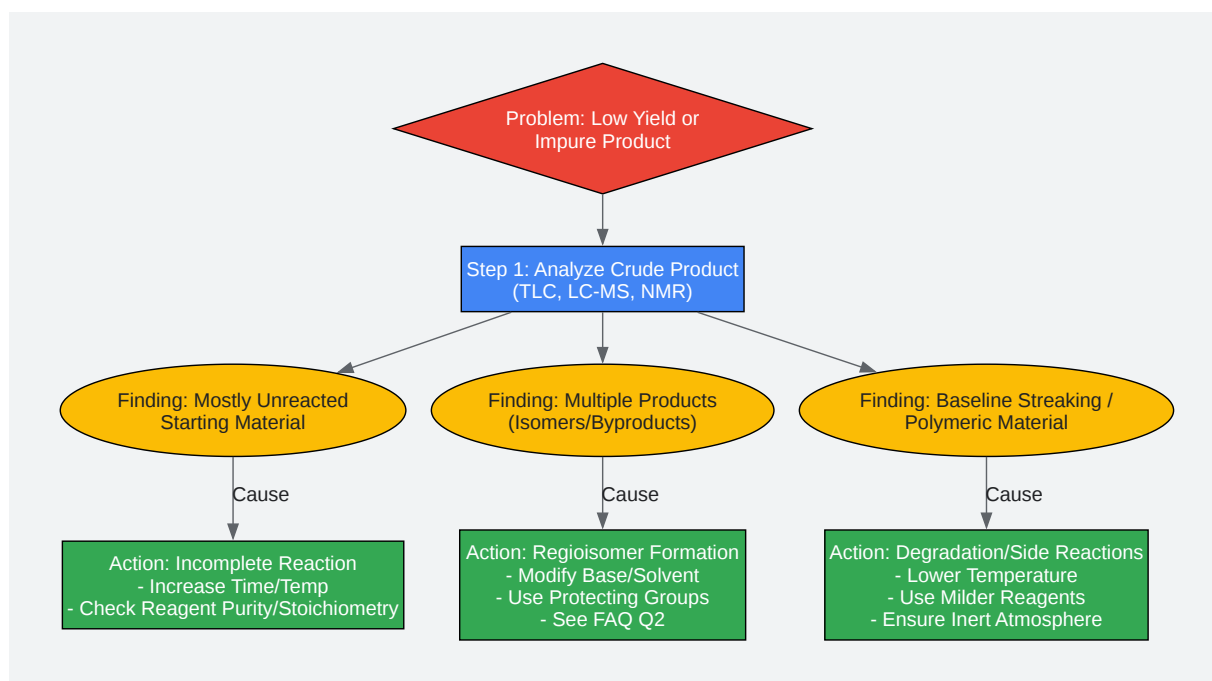 Problem: Low Yield or
Impure Product
Step 1: Analyze Crude Product
(TLC, LC-MS, NMR)
Finding: Mostly Unreacted
Starting Material
Finding: Multiple Products
(Isomers/Byproducts)
Finding: Baseline Streaking /
Polymeric Material
Cause
Cause
Cause
Action: Incomplete Reaction
- Increase Time/Temp
- Check Reagent Purity/Stoichiometry
Action: Regioisomer Formation
- Modify Base/Solvent
- Use Protecting Groups
- See FAQ Q2
Action: Degradation/Side Reactions
- Lower Temperature
- Use Milder Reagents
- Ensure Inert Atmosphere